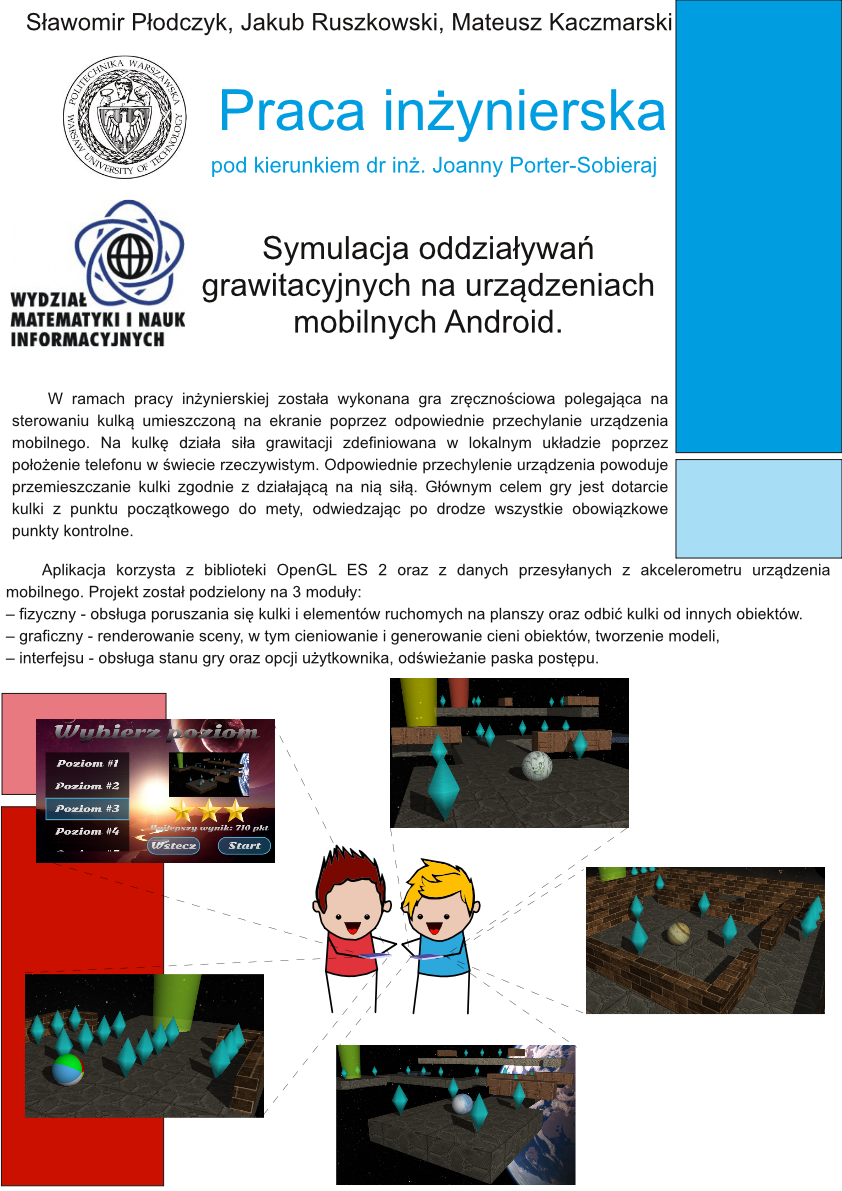 Sławomir Płodczyk, Jakub Ruszkowski, Mateusz Kaczmarski
POLITECHNIKA WARSZAWSKA
WARSAW UNIVERSITY OF TECHNOLOGY
Praca inżynierska
pod kierunkiem dr inż. Joanny Porter-Sobieraj
WYDZIAŁ
MATEMATYKI I NAUK
INFORMACYJNYCH
Symulacja oddziaływań
grawitacyjnych na urządzeniach
mobilnych Android.
W ramach pracy inżynierskiej została wykonana gra zręcznościowa polegająca na
sterowaniu kulką umieszczoną na ekranie poprzez odpowiednie przechylanie urządzenia
mobilnego. Na kulkę działa siła grawitacji zdefiniowana w lokalnym układzie poprzez
położenie telefonu w świecie rzeczywistym. Odpowiednie przechylenie urządzenia powoduje
przemieszczanie kulki zgodnie z działającą na nią siłą. Głównym celem gry jest dotarcie
kulki z punktu początkowego do mety, odwiedzając po drodze wszystkie obowiązkowe
punkty kontrolne.
Aplikacja korzysta z biblioteki OpenGL ES 2 oraz z danych przesyłanych z akcelerometru urządzenia
mobilnego. Projekt został podzielony na 3 moduły:
– fizyczny - obsługa poruszania się kulki i elementów ruchomych na planszy oraz odbić kulki od innych obiektów.
– graficzny - renderowanie sceny, w tym cieniowanie i generowanie cieni obiektów, tworzenie modeli,
– interfejsu - obsługa stanu gry oraz opcji użytkownika, odświeżanie paska postępu.
Wybierz poziom
Poziom #1
Poziom #2
Poziom #3
Poziom #4
Najlepszy wynik: 710 pkt
Wstecz
Start